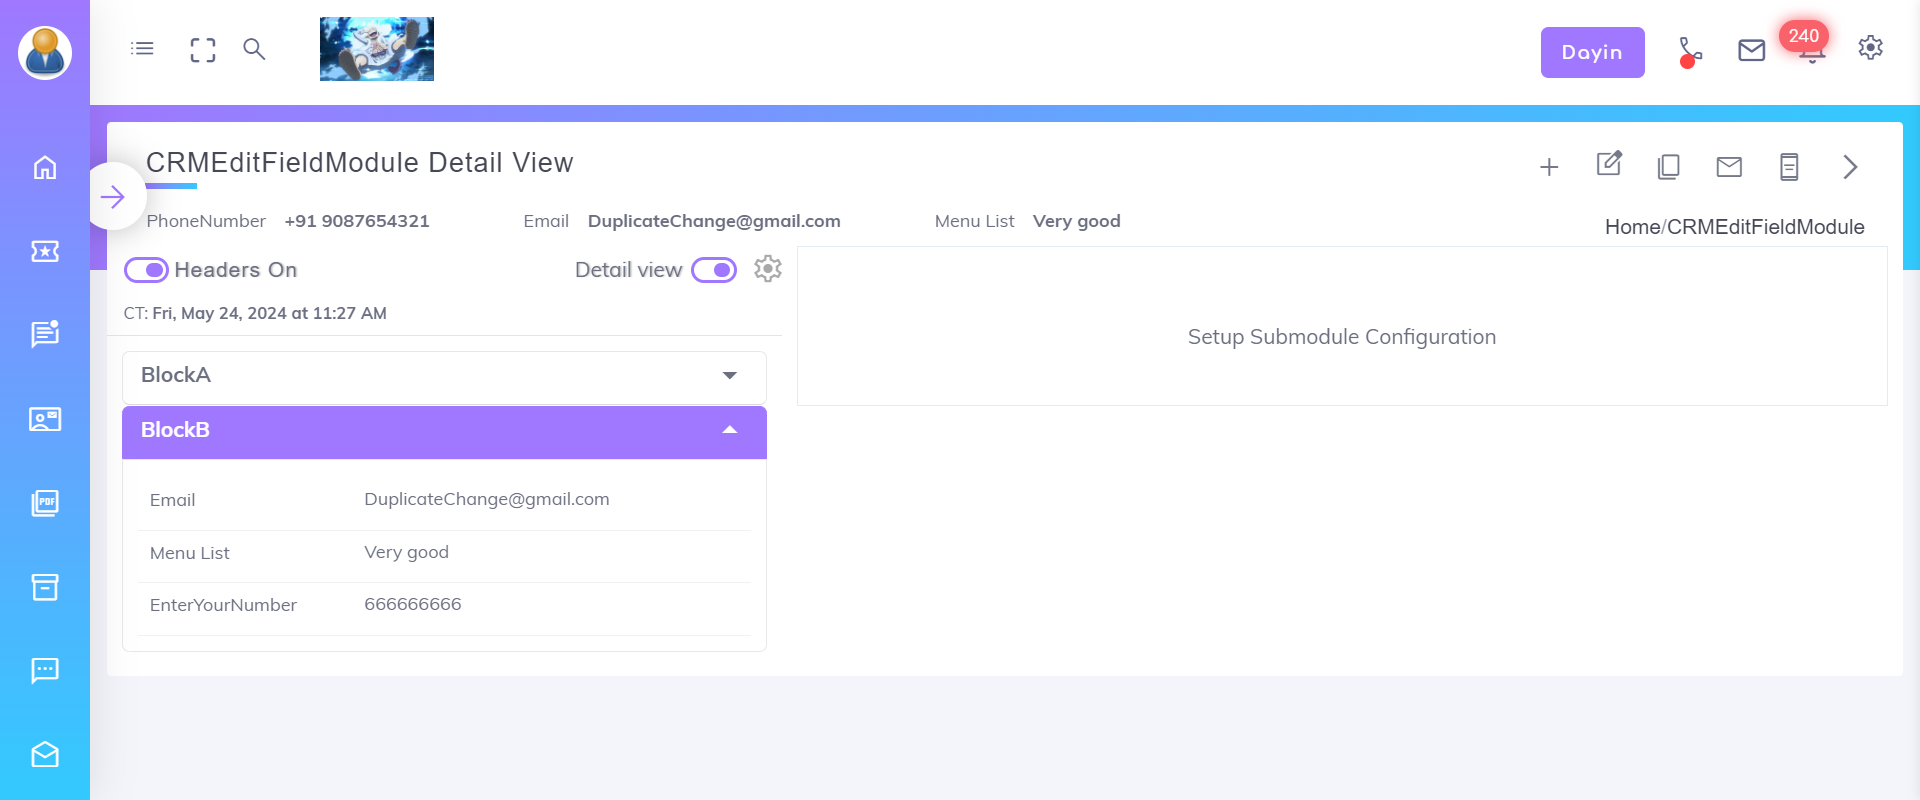 Dayin
240
CRMEditFieldModule Detail View
PhoneNumber +91 9087654321 Email DuplicateChange@gmail.com Menu List Very good
Home/CRMEditFieldModule
Headers On Detail view
CT: Fri, May 24, 2024 at 11:27 AM
Setup Submodule Configuration
BlockA
BlockB
Email DuplicateChange@gmail.com
Menu List Very good
EnterYourNumber 666666666
PDF